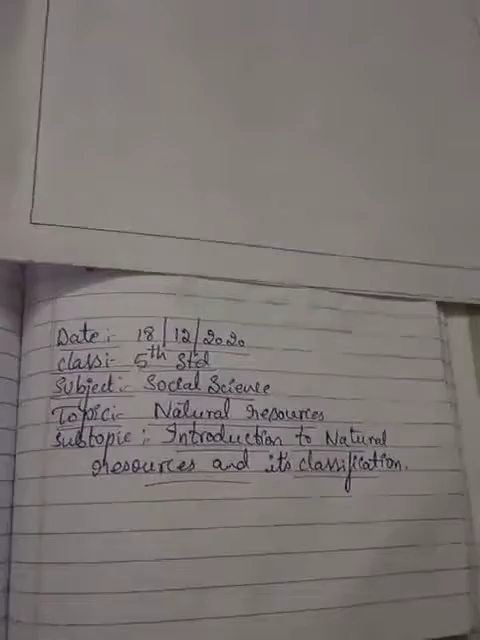 Date:- 18/12/2020
class:- 5th Std
Subject:- Social Science
Topic:- Natural resources
Subtopic:- Introduction to Natural
resources and its classification.